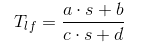 T_{lf} = \frac{a \cdot s + b}{c \cdot s + d}